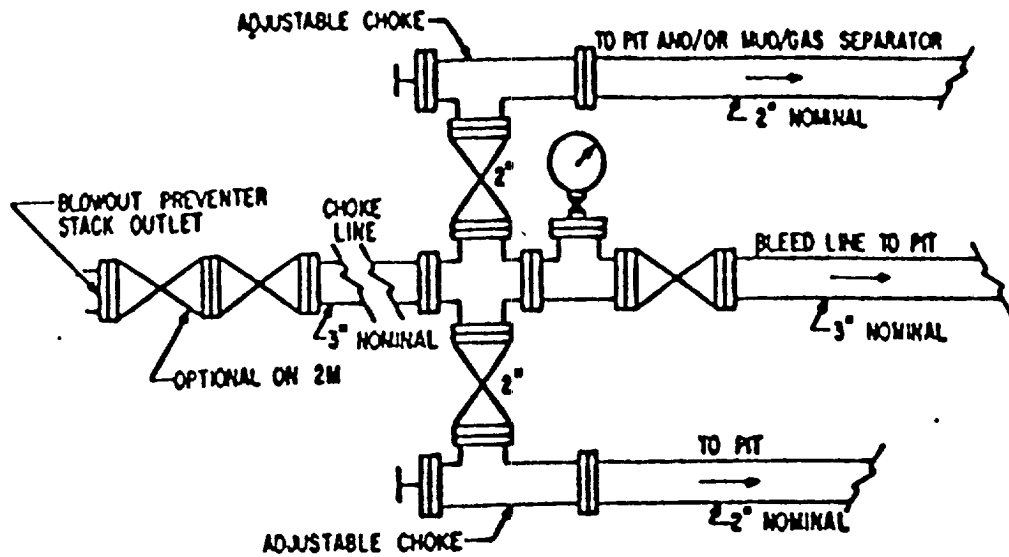 ADJUSTABLE CHOKE
TO PIT AND/OR MUD/GAS SEPARATOR
2" NOMINAL
2"
BLOWOUT PREVENTER
STACK OUTLET
CHOKE
LINE
BLEED LINE TO PIT
3" NOMINAL
3" NOMINAL
OPTIONAL ON 2M
2"
TO PIT
2" NOMINAL
ADJUSTABLE CHOKE